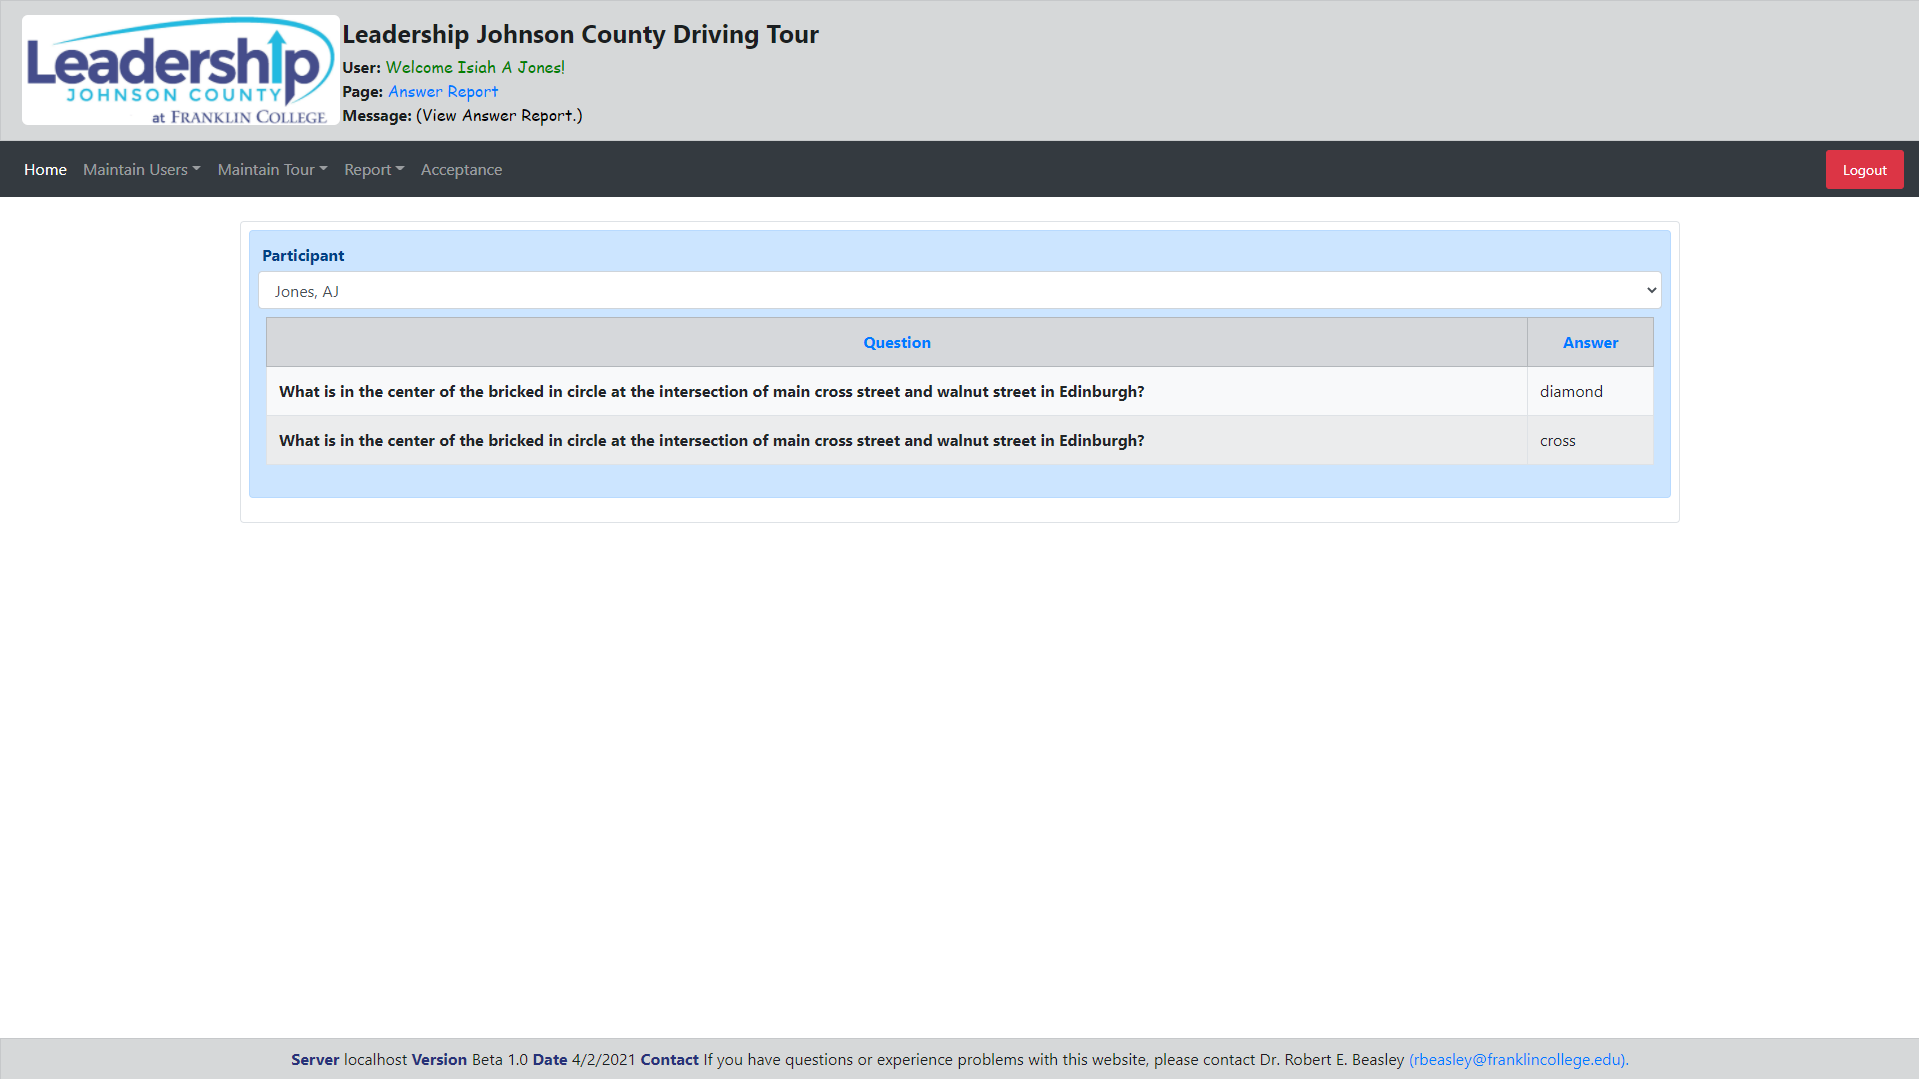 Leadership
JOHNSON COUNTY
at FRANKLIN COLLEGE
Leadership Johnson County Driving Tour
User: Welcome Isiah A Jones!
Page: Answer Report
Message: (View Answer Report.)
Home Maintain Users Maintain Tour Report Acceptance Logout
Participant
Jones, AJ
Question Answer
What is in the center of the bricked in circle at the intersection of main cross street and walnut street in Edinburgh? diamond
What is in the center of the bricked in circle at the intersection of main cross street and walnut street in Edinburgh? cross
Server localhost Version Beta 1.0 Date 4/2/2021 Contact If you have questions or experience problems with this website, please contact Dr. Robert E. Beasley (rbeasley@franklincollege.edu).